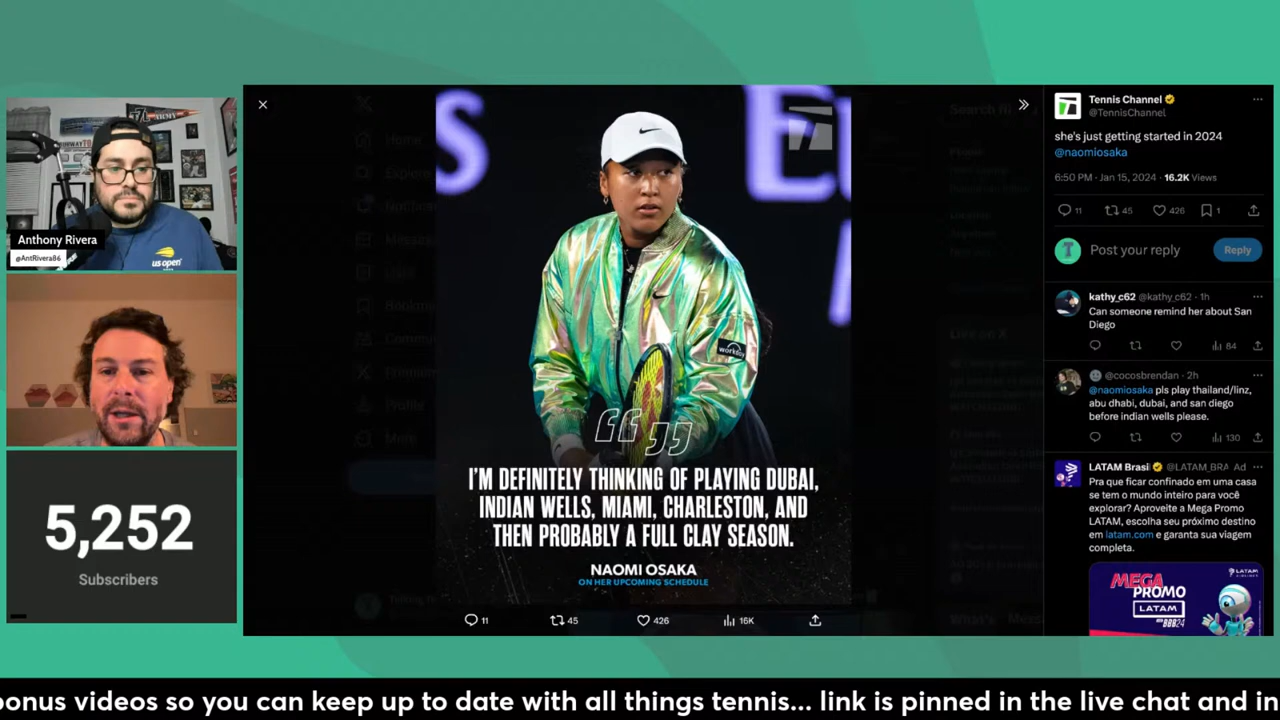 Anthony Rivera
@AntRivera86
us open
ARMY
5,252
Subscribers
S
E
workday
I'M DEFINITELY THINKING OF PLAYING DUBAI,
INDIAN WELLS, MIAMI, CHARLESTON, AND
THEN PROBABLY A FULL CLAY SEASON.
NAOMI OSAKA
ON HER UPCOMING SCHEDULE
11
45
426
16K
Tennis Channel
@TennisChannel
she's just getting started in 2024
@naomiosaka
6:50 PM · Jan 15, 2024 · 16.2K Views
11
45
426
1
Post your reply
Reply
kathy_c62 @kathy_c62 · 1h
Can someone remind her about San
Diego
84
@cocosbrendan · 2h
@naomiosaka pls play thailand/linz,
abu dhabi, dubai, and san diego
before indian wells please.
130
LATAM Brasil @LATAM_BRA Ad
Pra que ficar confinado em uma casa
se tem o mundo inteiro para você
explorar? Aproveite a Mega Promo
LATAM, escolha seu próximo destino
em latam.com e garanta sua viagem
completa.
MEGA
PROMO
LATAM
LATAM
BBB24
onus videos so you can keep up to date with all things tennis... link is pinned in the live chat and in